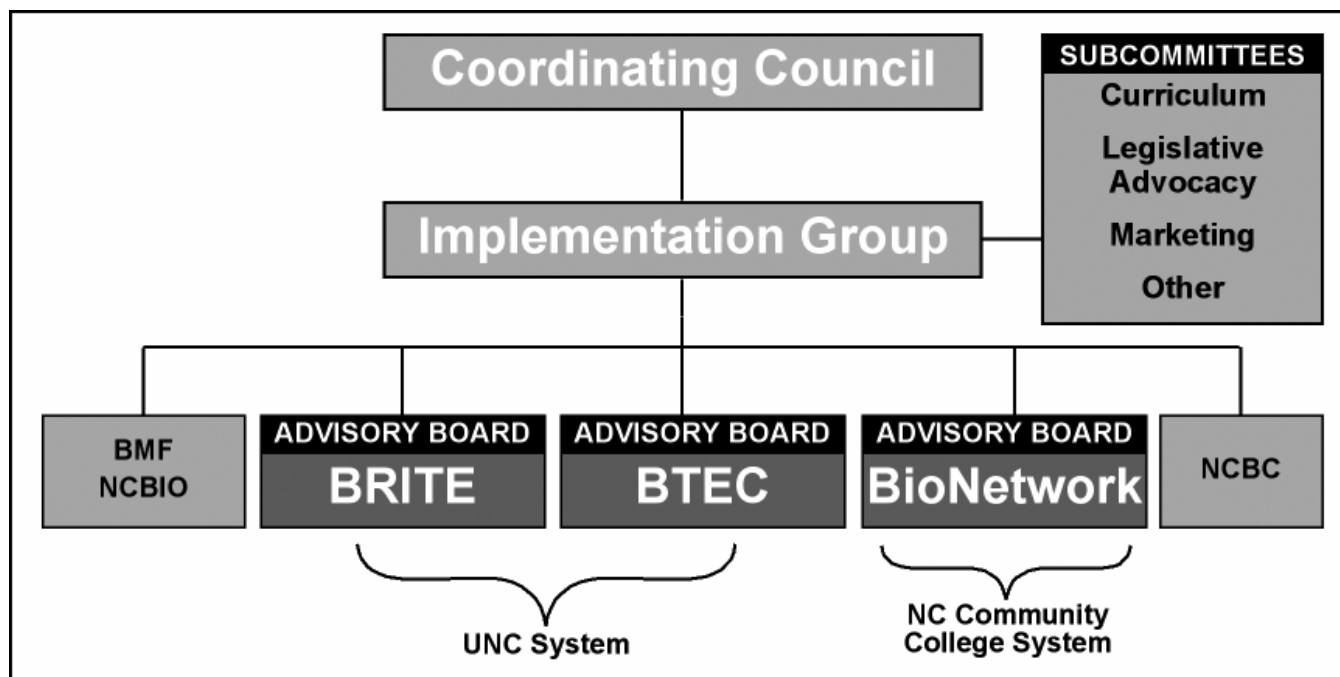 Coordinating Council
SUBCOMMITTEES
Curriculum
Legislative
Advocacy
Marketing
Other
Implementation Group
BMF
NCBIO
ADVISORY BOARD
BRITE
ADVISORY BOARD
BTEC
ADVISORY BOARD
BioNetwork
NCBC
UNC System
NC Community
College System